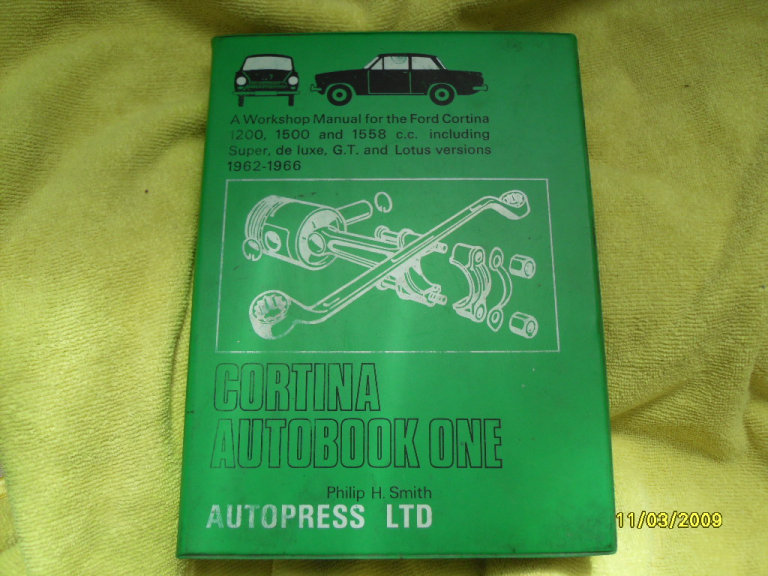 A Workshop Manual for the Ford Cortina
1200, 1500 and 1558 c.c. including
Super, de luxe, G.T. and Lotus versions
1962-1966
CORTINA
AUTOBOOK ONE
Philip H. Smith
AUTOPRESS LTD
11/03/2009